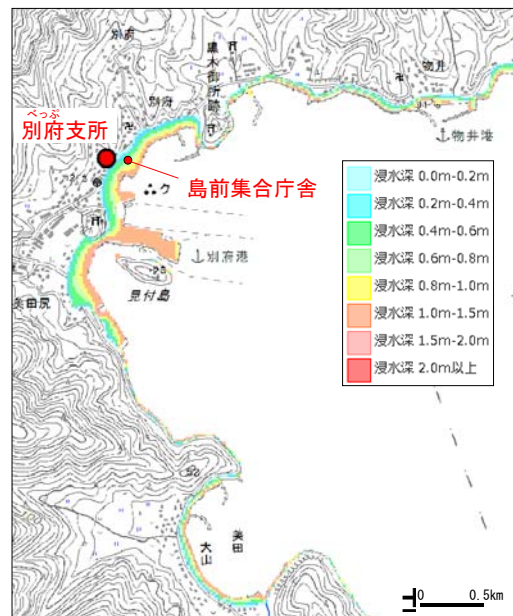 別府
黒木御所跡
物井
別府
べっぷ
別府支所
物井港
島前集合庁舎
ク
別府港
見付島
美田尻
浸水深 0.0m-0.2m
浸水深 0.2m-0.4m
浸水深 0.4m-0.6m
浸水深 0.6m-0.8m
浸水深 0.8m-1.0m
浸水深 1.0m-1.5m
浸水深 1.5m-2.0m
浸水深 2.0m以上
美田
大山
0 0.5km